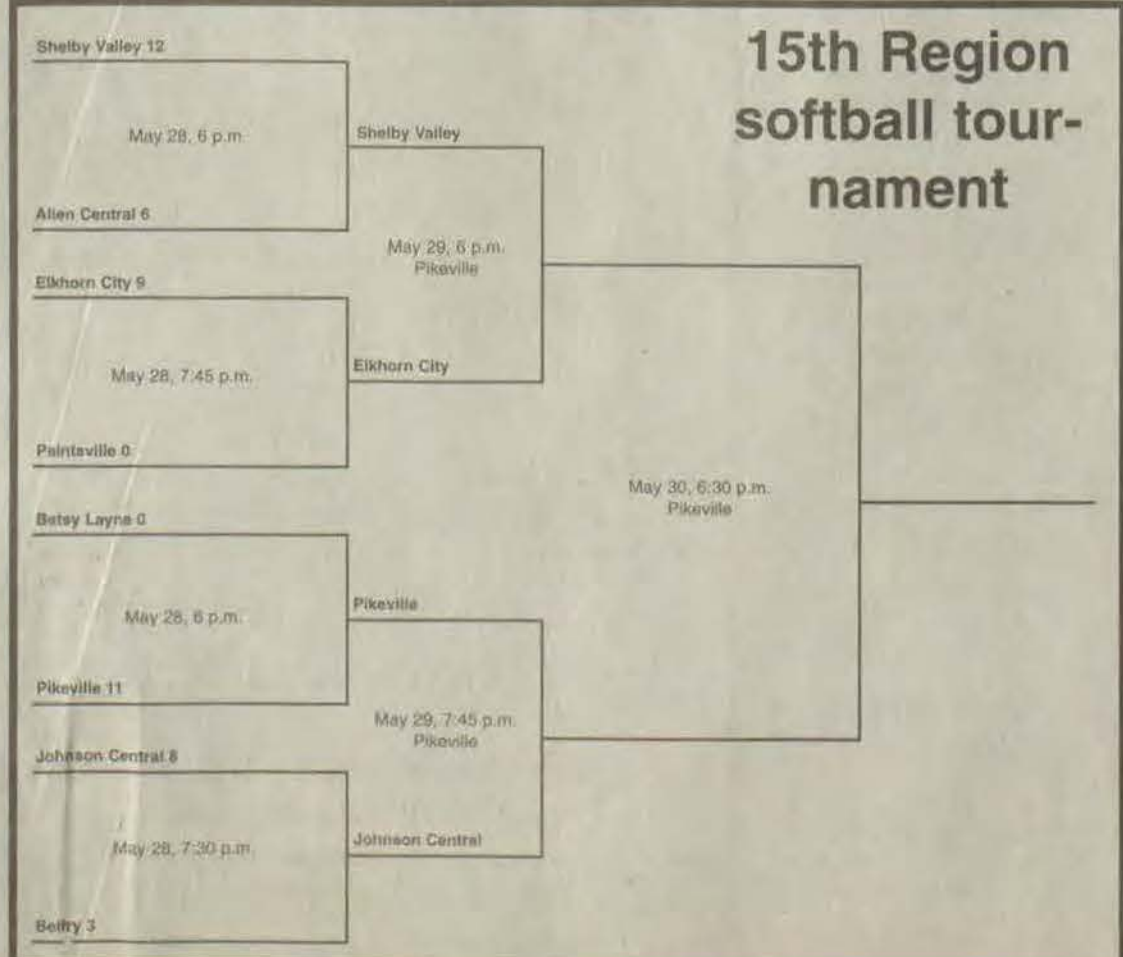 15th Region
softball tour-
nament
Shelby Valley 12
May 28, 6 p.m.
Allen Central 6
Shelby Valley
May 29, 6 p.m.
Pikeville
Elkhorn City 9
May 28, 7:45 p.m.
Paintsville 0
Elkhorn City
May 30, 6:30 p.m.
Pikeville
Betsy Layne 0
May 28, 6 p.m.
Pikeville 11
Pikeville
May 29, 7:45 p.m.
Pikeville
Johnson Central 8
May 28, 7:30 p.m.
Belfry 3
Johnson Central